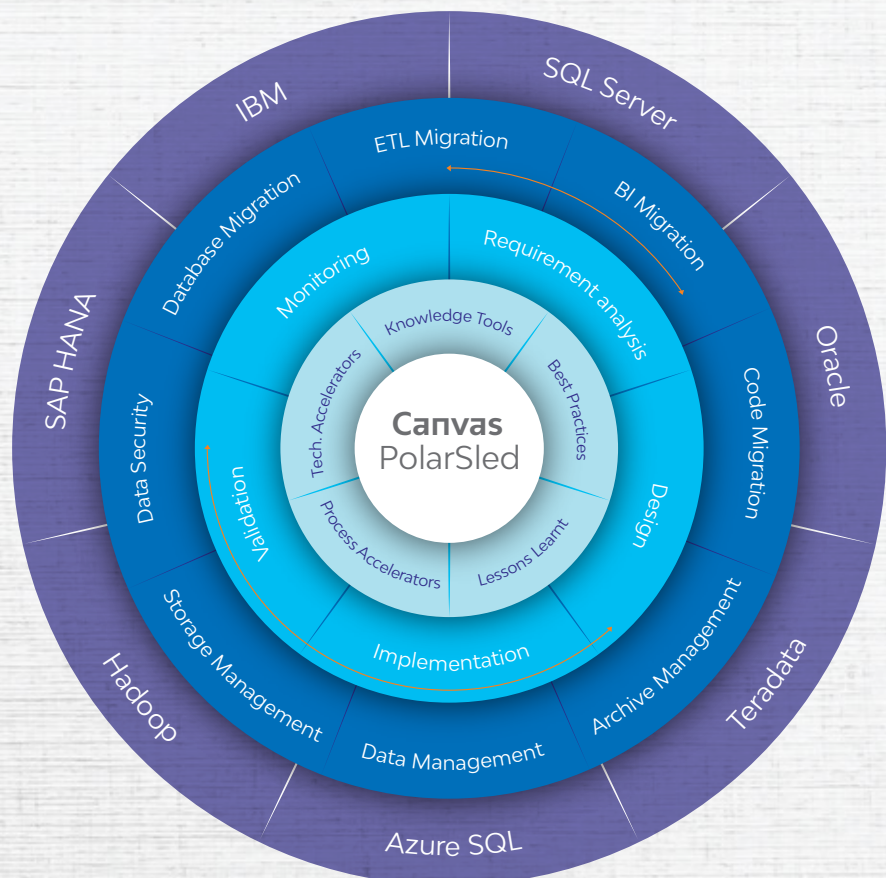 SQL Server
Oracle
Teradata
Azure SQL
Hadoop
SAP HANA
IBM
ETL Migration
BI Migration
Code Migration
Archive Management
Data Management
Storage Management
Data Security
Database Migration
Requirement analysis
Design
Implementation
Validation
Monitoring
Knowledge Tools
Best Practices
Lessons Learnt
Process Accelerators
Tech. Accelerators
Canvas
PolarSled